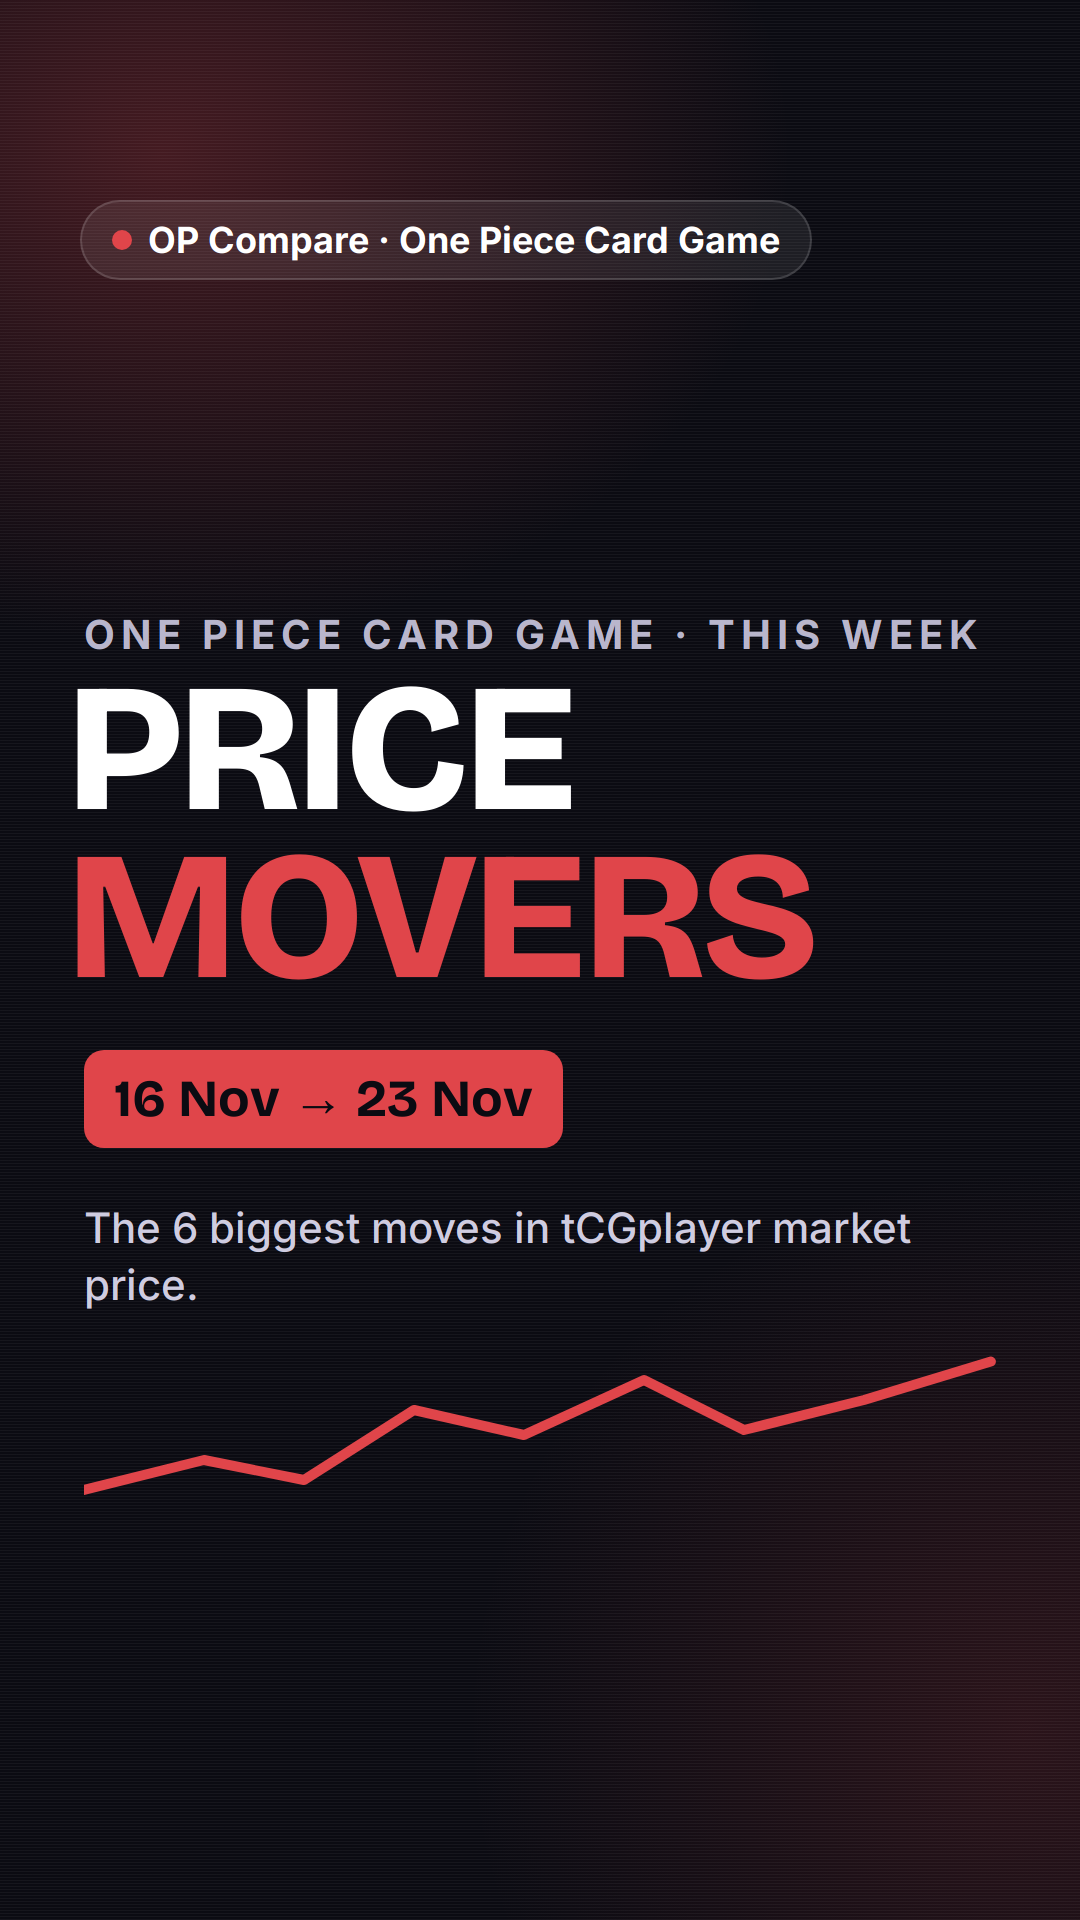 OP Compare · One Piece Card Game
ONE PIECE CARD GAME · THIS WEEK
PRICE
MOVERS
16 Nov → 23 Nov
The 6 biggest moves in tCGplayer market
price.